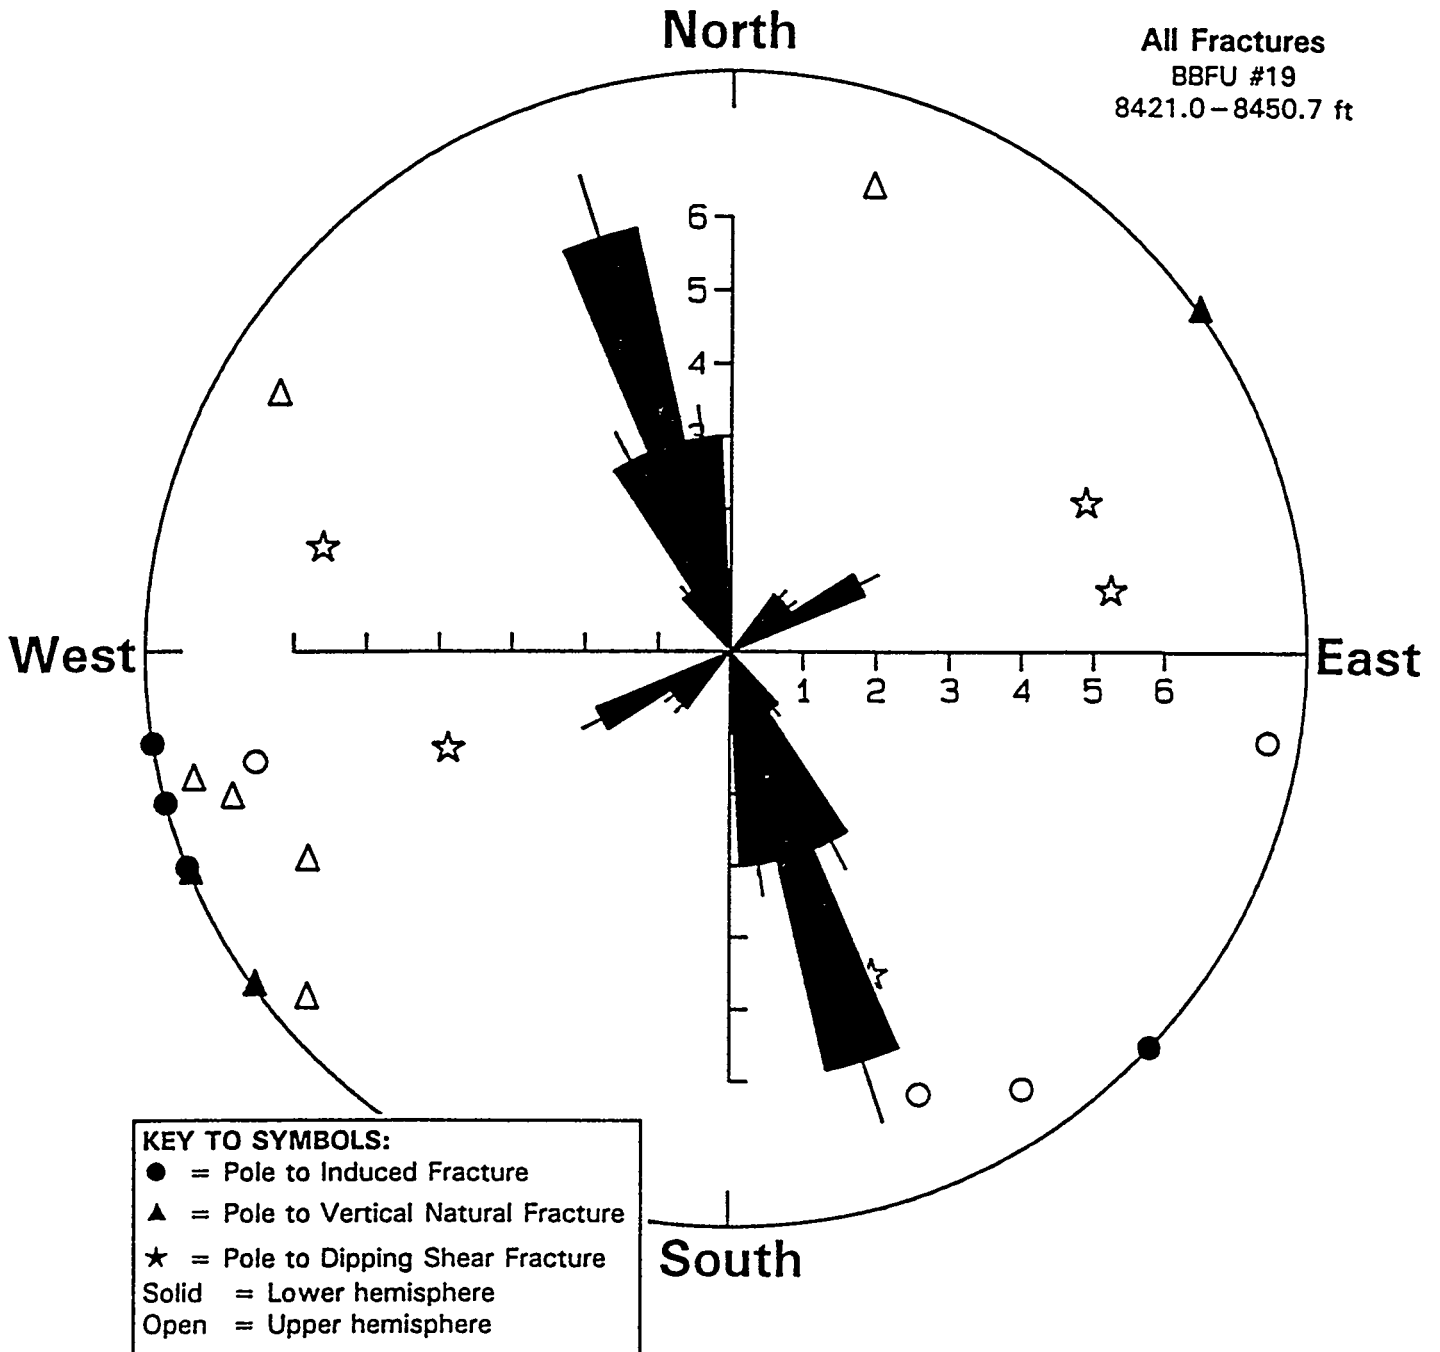 North
All Fractures
BBFU #19
8421.0–8450.7 ft
6
5
4
3
West
East
1 2 3 4 5 6
KEY TO SYMBOLS:
● = Pole to Induced Fracture
▲ = Pole to Vertical Natural Fracture
★ = Pole to Dipping Shear Fracture
Solid = Lower hemisphere
Open = Upper hemisphere
South